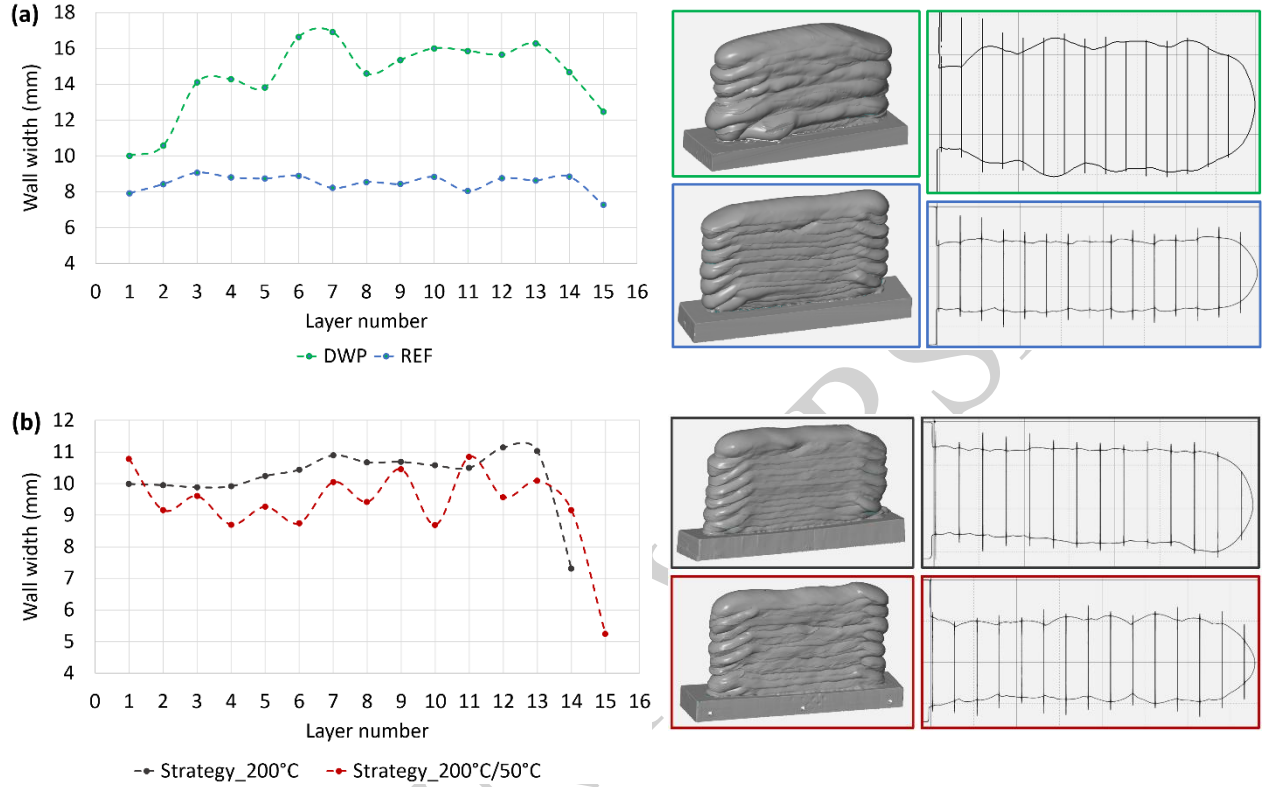 (a)
Wall width (mm)
18
16
14
12
10
8
6
4
0 1 2 3 4 5 6 7 8 9 10 11 12 13 14 15 16
Layer number
DWP REF
(b)
Wall width (mm)
12
11
10
9
8
7
6
5
4
0 1 2 3 4 5 6 7 8 9 10 11 12 13 14 15 16
Layer number
Strategy_200°C Strategy_200°C/50°C